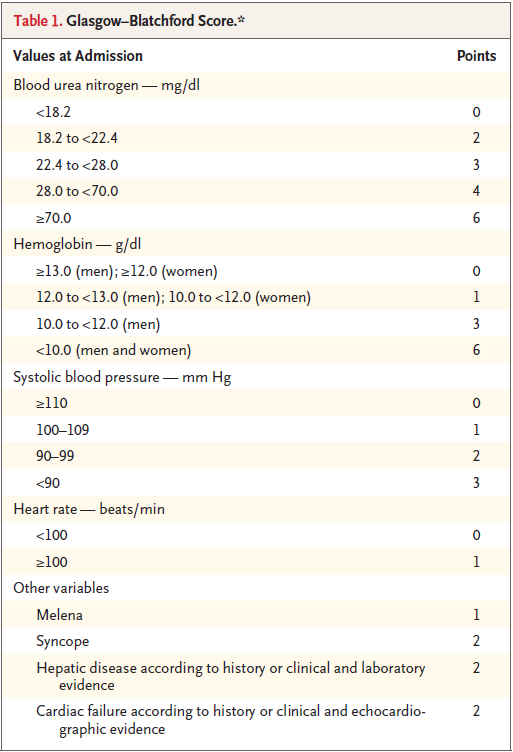 Table 1. Glasgow–Blatchford Score.*
Values at Admission Points
Blood urea nitrogen — mg/dl
<18.2 0
18.2 to <22.4 2
22.4 to <28.0 3
28.0 to <70.0 4
≥70.0 6
Hemoglobin — g/dl
≥13.0 (men); ≥12.0 (women) 0
12.0 to <13.0 (men); 10.0 to <12.0 (women) 1
10.0 to <12.0 (men) 3
<10.0 (men and women) 6
Systolic blood pressure — mm Hg
≥110 0
100–109 1
90–99 2
<90 3
Heart rate — beats/min
<100 0
≥100 1
Other variables
Melena 1
Syncope 2
Hepatic disease according to history or clinical and laboratory 2
evidence
Cardiac failure according to history or clinical and echocardio- 2
graphic evidence